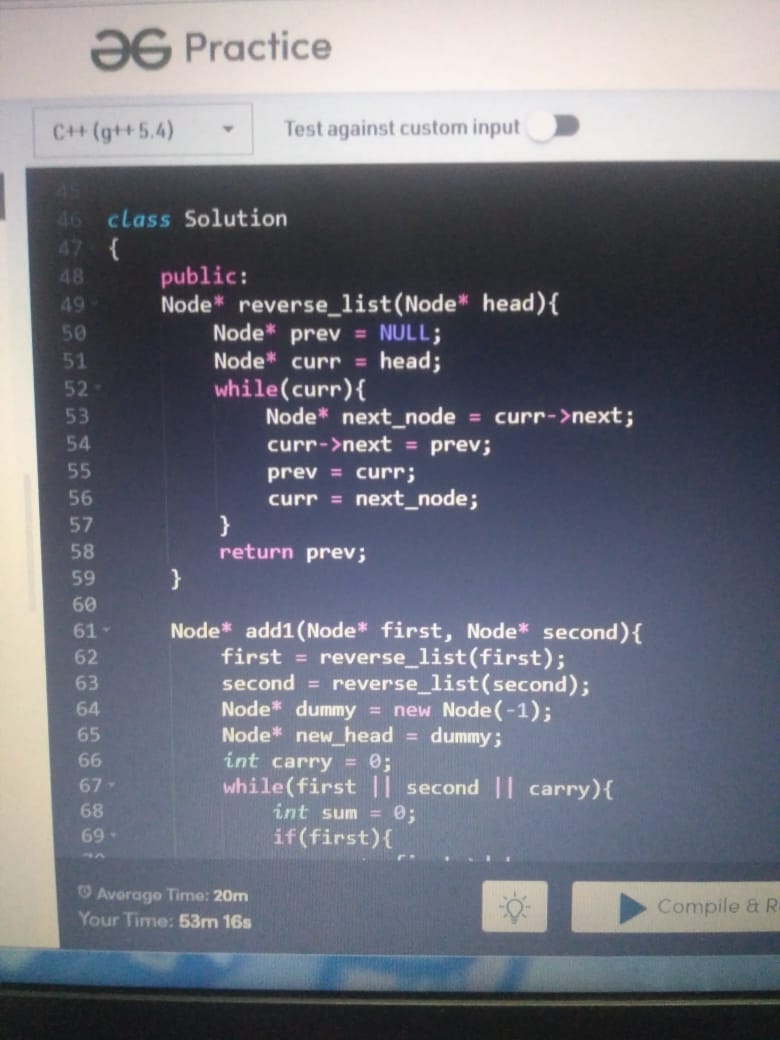 Practice
C++ (g++ 5.4) Test against custom input
45
46 class Solution
47 {
48 public:
49 Node* reverse_list(Node* head){
50 Node* prev = NULL;
51 Node* curr = head;
52 while(curr){
53 Node* next_node = curr->next;
54 curr->next = prev;
55 prev = curr;
56 curr = next_node;
57 }
58 return prev;
59 }
60
61 Node* add1(Node* first, Node* second){
62 first = reverse_list(first);
63 second = reverse_list(second);
64 Node* dummy = new Node(-1);
65 Node* new_head = dummy;
66 int carry = 0;
67 while(first || second || carry){
68 int sum = 0;
69 if(first){
Average Time: 20m
Your Time: 53m 16s
Compile & R